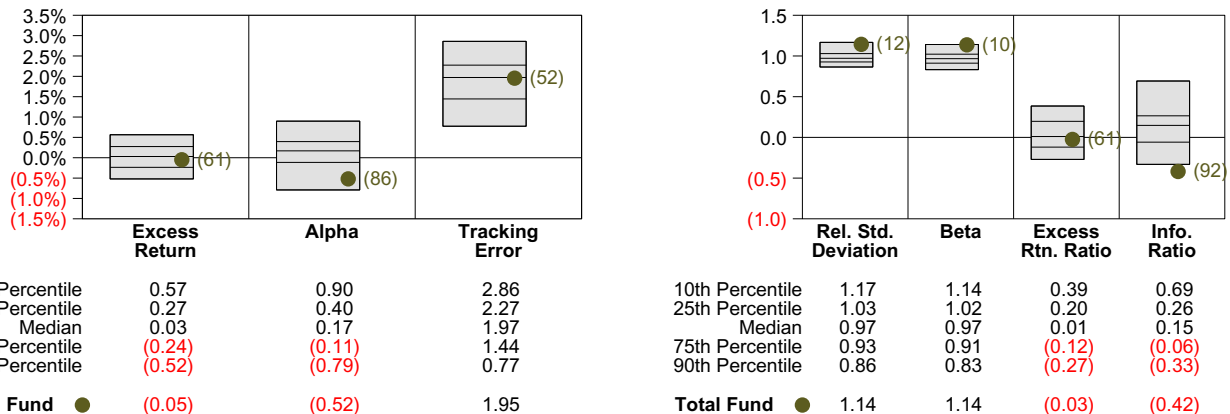 3.5%
3.0%
2.5%
2.0%
1.5%
1.0%
0.5%
0.0%
(0.5%)
(1.0%)
(1.5%)
(61)
(86)
(52)
Excess Return
Alpha
Tracking Error
Percentile 0.57 0.90 2.86
Percentile 0.27 0.40 2.27
Median 0.03 0.17 1.97
Percentile (0.24) (0.11) 1.44
Percentile (0.52) (0.79) 0.77
Fund (0.05) (0.52) 1.95
1.5
1.0
0.5
0.0
(0.5)
(1.0)
(12)
(10)
(61)
(92)
Rel. Std. Deviation
Beta
Excess Rtn. Ratio
Info. Ratio
10th Percentile 1.17 1.14 0.39 0.69
25th Percentile 1.03 1.02 0.20 0.26
Median 0.97 0.97 0.01 0.15
75th Percentile 0.93 0.91 (0.12) (0.06)
90th Percentile 0.86 0.83 (0.27) (0.33)
Total Fund 1.14 1.14 (0.03) (0.42)